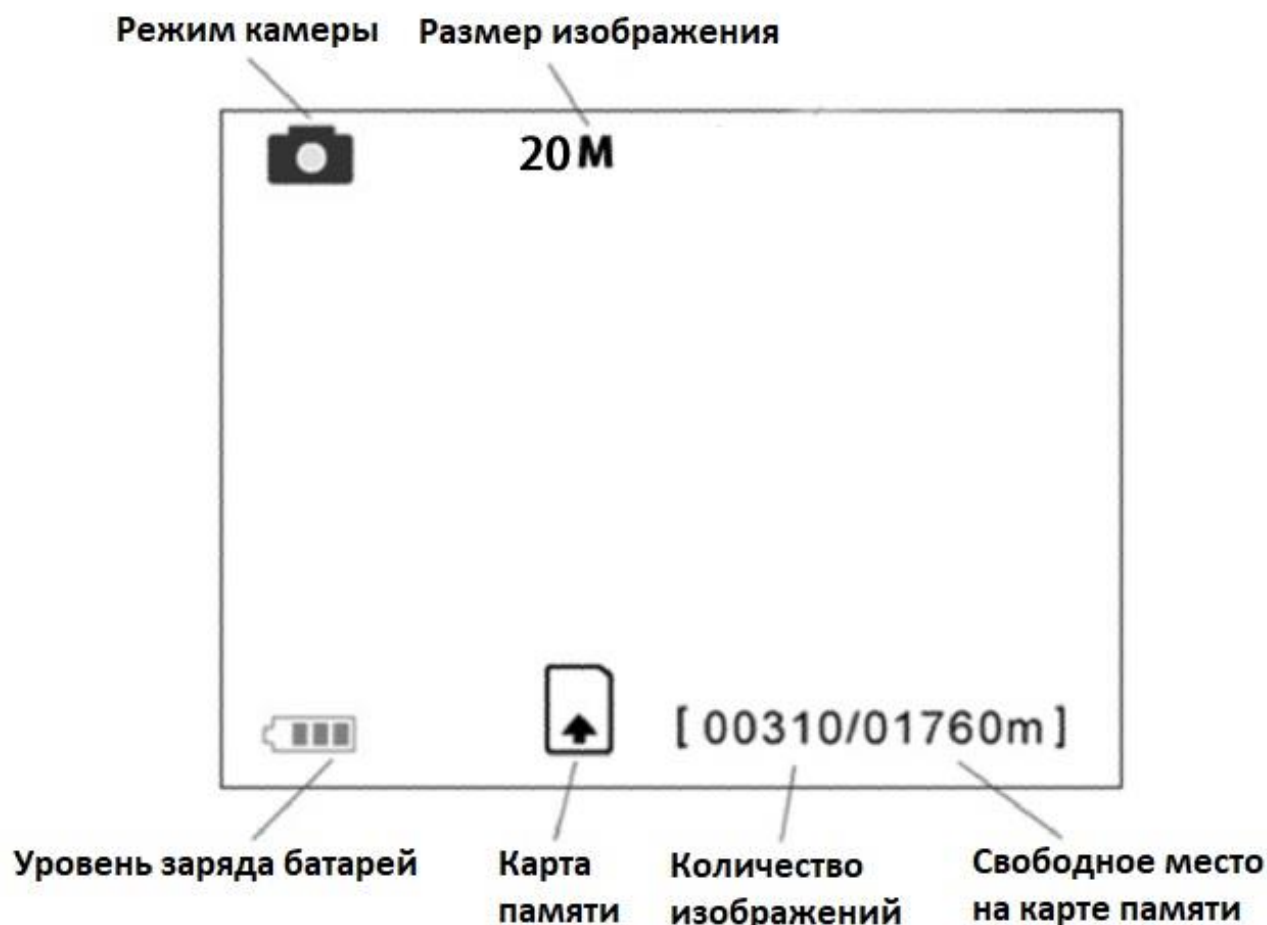 Режим камеры Размер изображения
20M
[ 00310/01760m ]
Уровень заряда батарей
Карта
памяти
Количество
изображений
Свободное место
на карте памяти